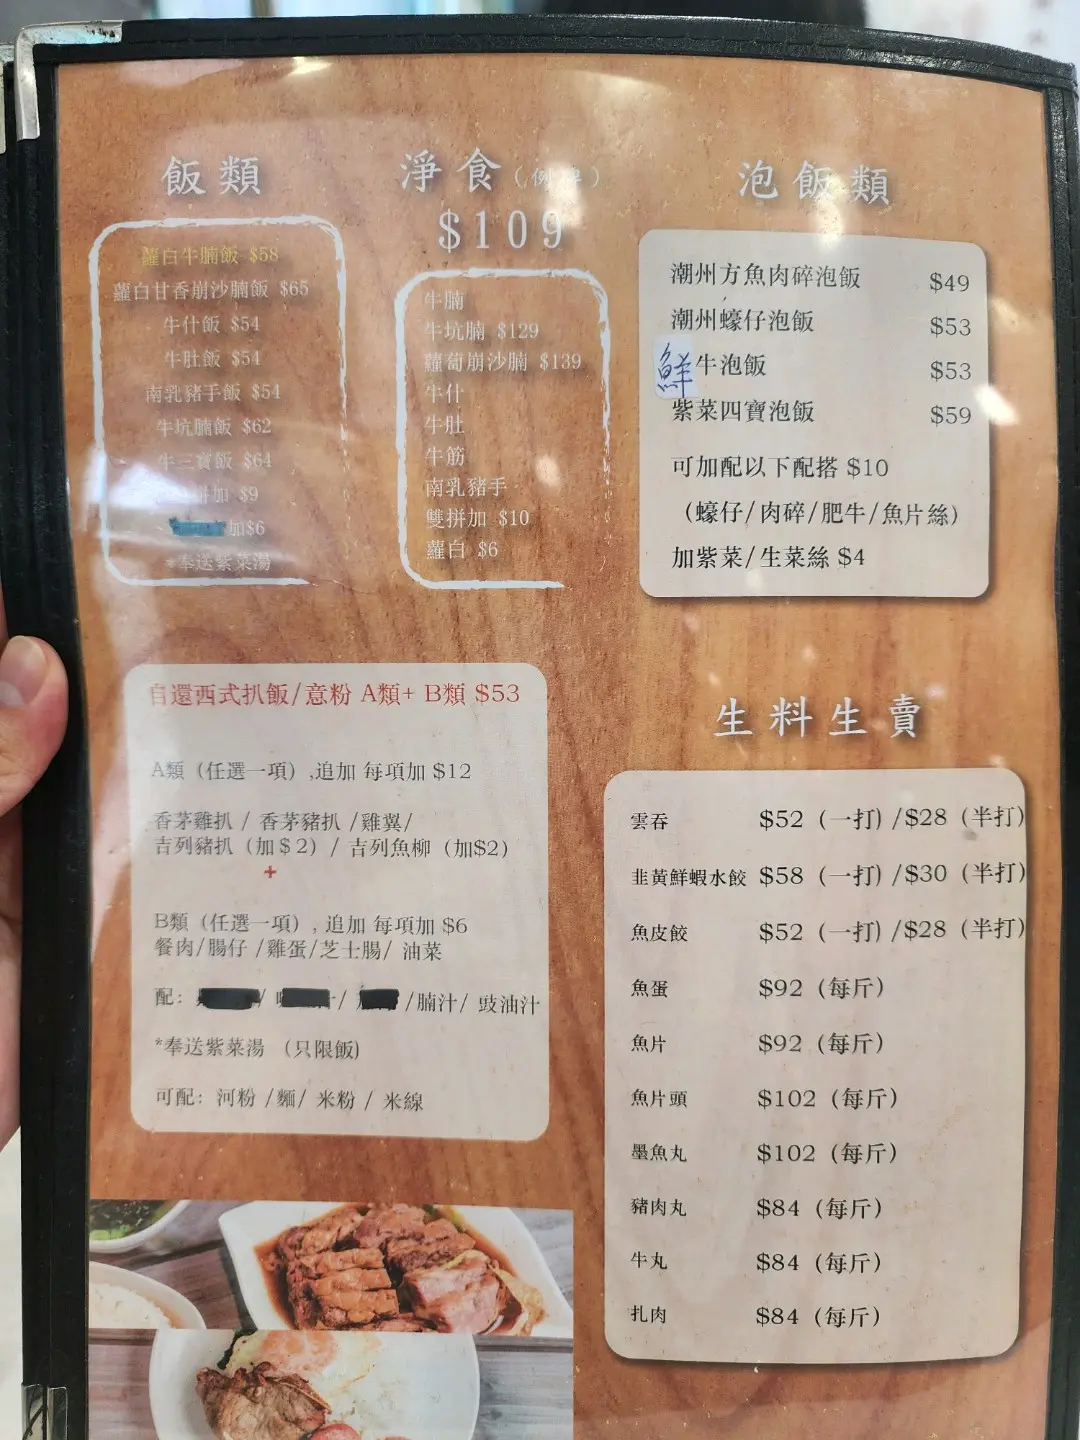 飯類
蘿白牛腩飯 $58
蘿白甘香崩沙腩飯 $65
牛什飯 $54
牛肚飯 $54
南乳豬手飯 $54
牛坑腩飯 $62
牛三寶飯 $64
拼加 $9
加$6
*奉送紫菜湯
淨食(例牌)
$109
牛腩
牛坑腩 $129
蘿蔔崩沙腩 $139
牛什
牛肚
牛筋
南乳豬手
雙拼加 $10
蘿白 $6
泡飯類
潮州方魚肉碎泡飯 $49
潮州蠔仔泡飯 $53
鮮牛泡飯 $53
紫菜四寶泡飯 $59
可加配以下配搭 $10
(蠔仔/肉碎/肥牛/魚片絲)
加紫菜/生菜絲 $4
自選西式扒飯/意粉 A類+ B類 $53
A類 (任選一項) ,追加 每項加 $12
香茅雞扒 / 香茅豬扒 /雞翼/
吉列豬扒 (加$2) / 吉列魚柳 (加$2)
+
B類 (任選一項) , 追加 每項加 $6
餐肉/腸仔 /雞蛋/芝士腸/ 油菜
配: / / /腩汁/ 豉油汁
*奉送紫菜湯 (只限飯)
可配: 河粉 /麵/ 米粉 / 米線
生料生賣
雲吞 $52 (一打) /$28 (半打)
韭黃鮮蝦水餃 $58 (一打) /$30 (半打)
魚皮餃 $52 (一打) /$28 (半打)
魚蛋 $92 (每斤)
魚片 $92 (每斤)
魚片頭 $102 (每斤)
墨魚丸 $102 (每斤)
豬肉丸 $84 (每斤)
牛丸 $84 (每斤)
扎肉 $84 (每斤)